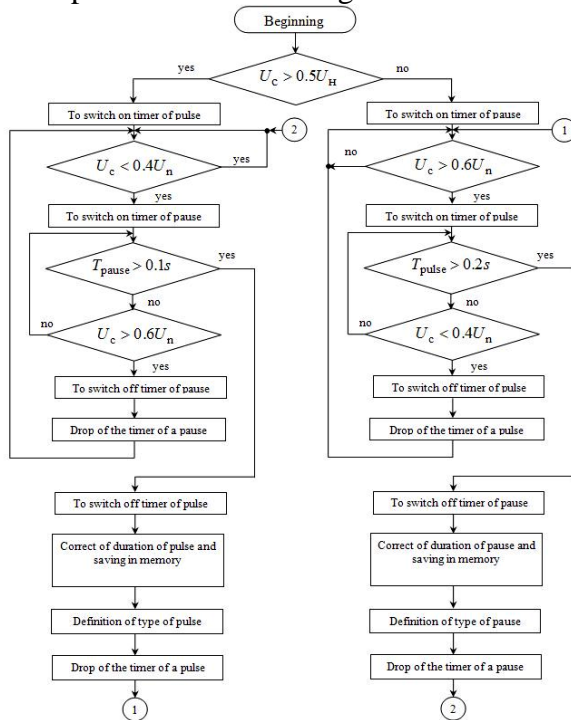 Beginning
yes
U_c > 0.5U_H
no
To switch on timer of pulse
2
U_c < 0.4U_n
yes
yes
To switch on timer of pause
T_pause > 0.1s
yes
no
no
U_c > 0.6U_n
yes
To switch off timer of pause
Drop of the timer of a pause
To switch off timer of pulse
Correct of duration of pulse and
saving in memory
Definition of type of pulse
Drop of the timer of a pulse
1
To switch on timer of pause
1
no
U_c > 0.6U_n
yes
To switch on timer of pulse
T_pulse > 0.2s
yes
no
no
U_c < 0.4U_n
yes
To switch off timer of pulse
Drop of the timer of a pulse
To switch off timer of pause
Correct of duration of pause and
saving in memory
Definition of type of pause
Drop of the timer of a pause
2